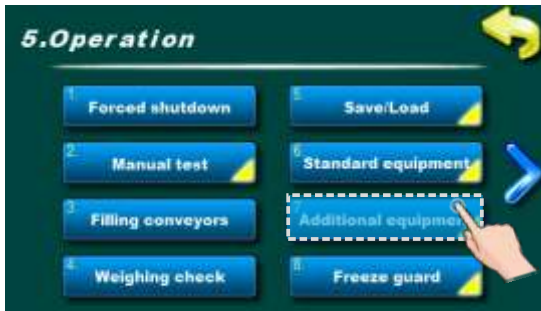 5.Operation
1. Forced shutdown
2. Manual test
3. Filling conveyors
4. Weighing check
5. Save/Load
6. Standard equipment
7. Additional equipmen
8. Freeze guard